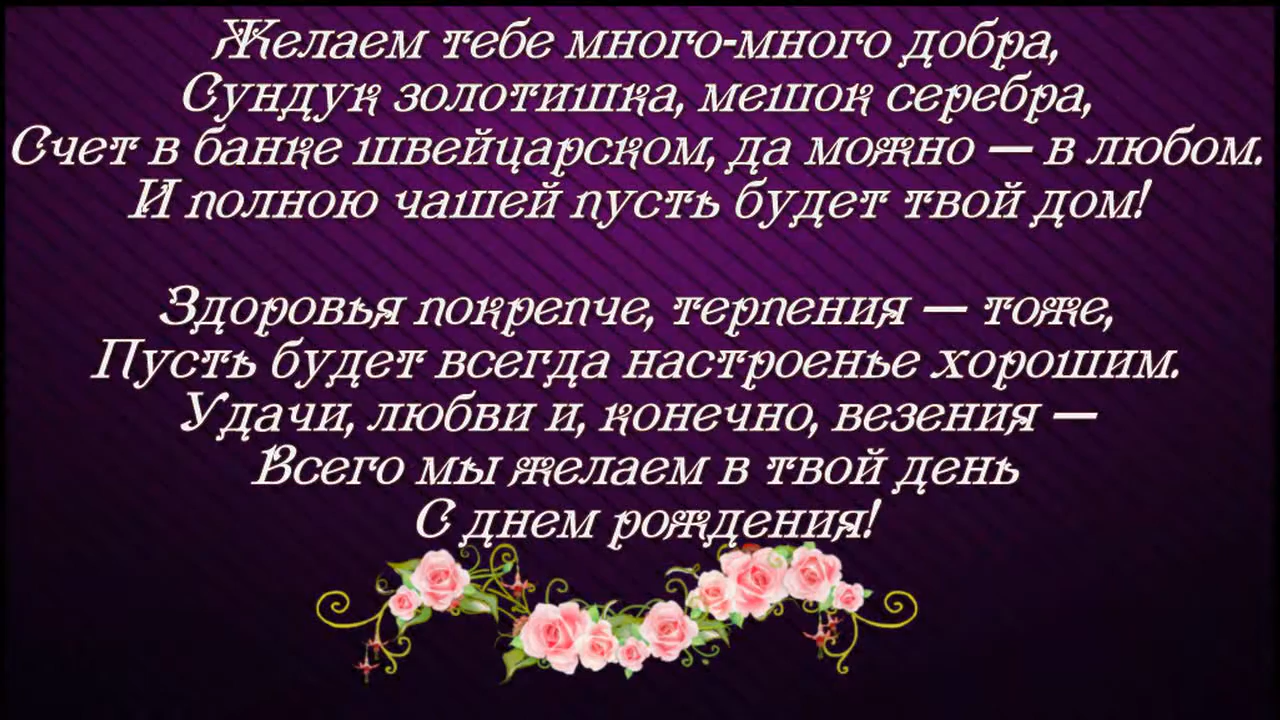 Желаем тебе много-много добра,
Сундук золотишка, мешок серебра,
Счет в банке швейцарском, да можно — в любом.
И полною чашей пусть будет твой дом!
Здоровья покрепче, терпения — тоже,
Пусть будет всегда настроенье хорошим.
Удачи, любви и, конечно, везения —
Всего мы желаем в твой день
С днем рождения!